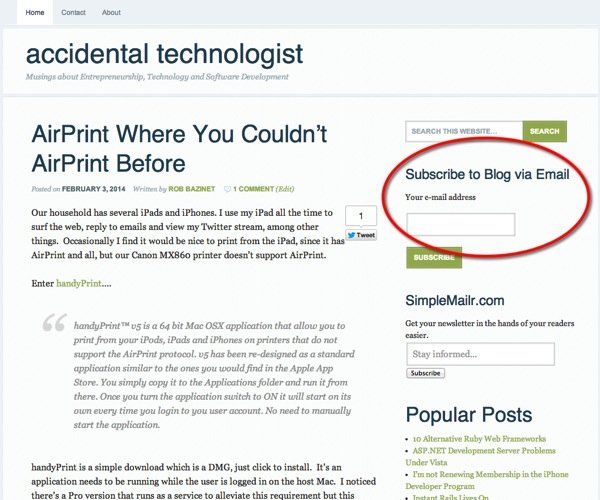 Home Contact About
accidental technologist
Musings about Entrepreneurship, Technology and Software Development
AirPrint Where You Couldn't
AirPrint Before
Posted on FEBRUARY 3, 2014 Written by ROB BAZINET 1 COMMENT (Edit)
Our household has several iPads and iPhones. I use my iPad all the time to
surf the web, reply to emails and view my Twitter stream, among other
things. Occasionally I find it would be nice to print from the iPad, since it has
AirPrint and all, but our Canon MX860 printer doesn't support AirPrint.
1
Tweet
Enter handyPrint....
“ handyPrint™ v5 is a 64 bit Mac OSX application that allow you to
print from your iPods, iPads and iPhones on printers that do not
support the AirPrint protocol. v5 has been re-designed as a standard
application similar to the ones you would find in the Apple App
Store. You simply copy it to the Applications folder and run it from
there. Once you turn the application switch to ON it will start on its
own every time you login to you user account. No need to manually
start the application.
handyPrint is a simple download which is a DMG, just click to install. It's an
application needs to be running while the user is logged in on the host Mac. I noticed
there's a Pro version that runs as a service to alleviate this requirement but this
SEARCH THIS WEBSITE... SEARCH
Subscribe to Blog via Email
Your e-mail address
SUBSCRIBE
SimpleMailr.com
Get your newsletter in the hands of your readers
easier.
Stay informed...
Subscribe
Popular Posts
10 Alternative Ruby Web Frameworks
ASP.NET Development Server Problems
Under Vista
I'm not Renewing Membership in the iPhone
Developer Program
Instant Rails Lives On